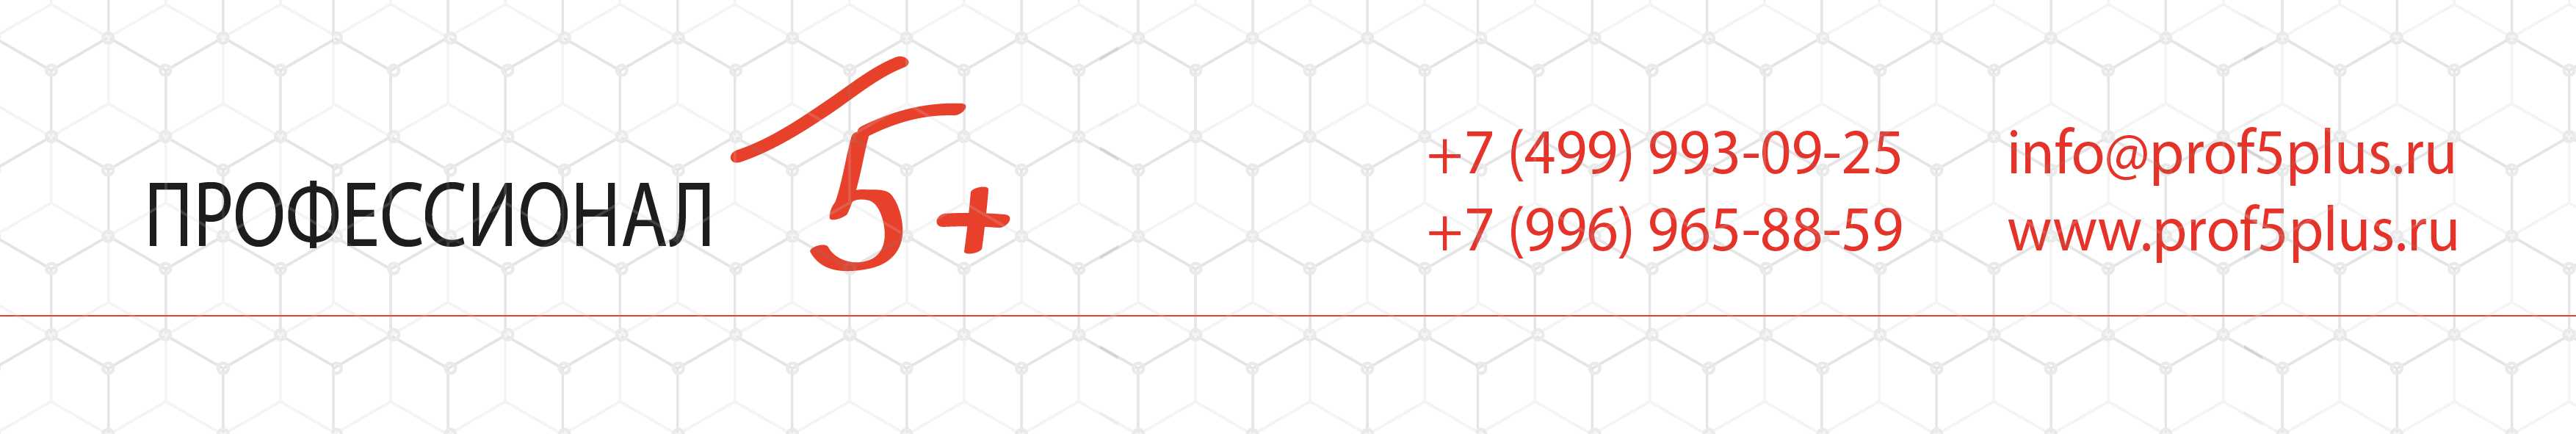 ПРОФЕССИОНАЛ 5+
+7 (499) 993-09-25
+7 (996) 965-88-59
info@prof5plus.ru
www.prof5plus.ru